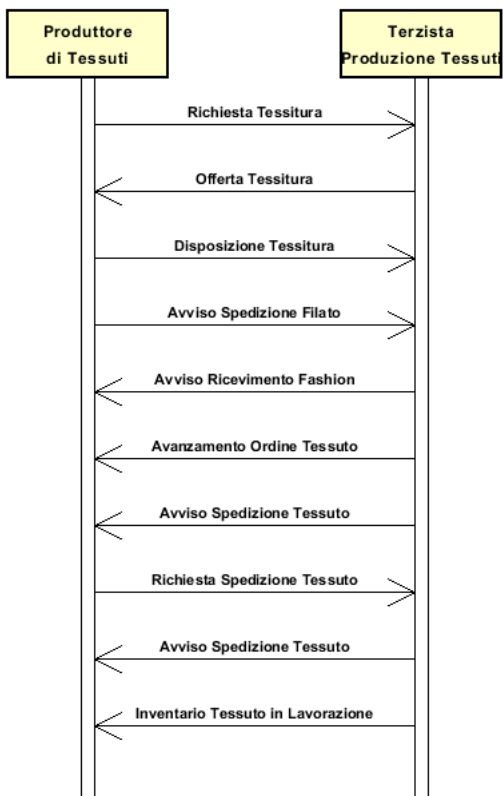 Produttore
di Tessuti
Terzista
Produzione Tessuti
Richiesta Tessitura
Offerta Tessitura
Disposizione Tessitura
Avviso Spedizione Filato
Avviso Ricevimento Fashion
Avanzamento Ordine Tessuto
Avviso Spedizione Tessuto
Richiesta Spedizione Tessuto
Avviso Spedizione Tessuto
Inventario Tessuto in Lavorazione